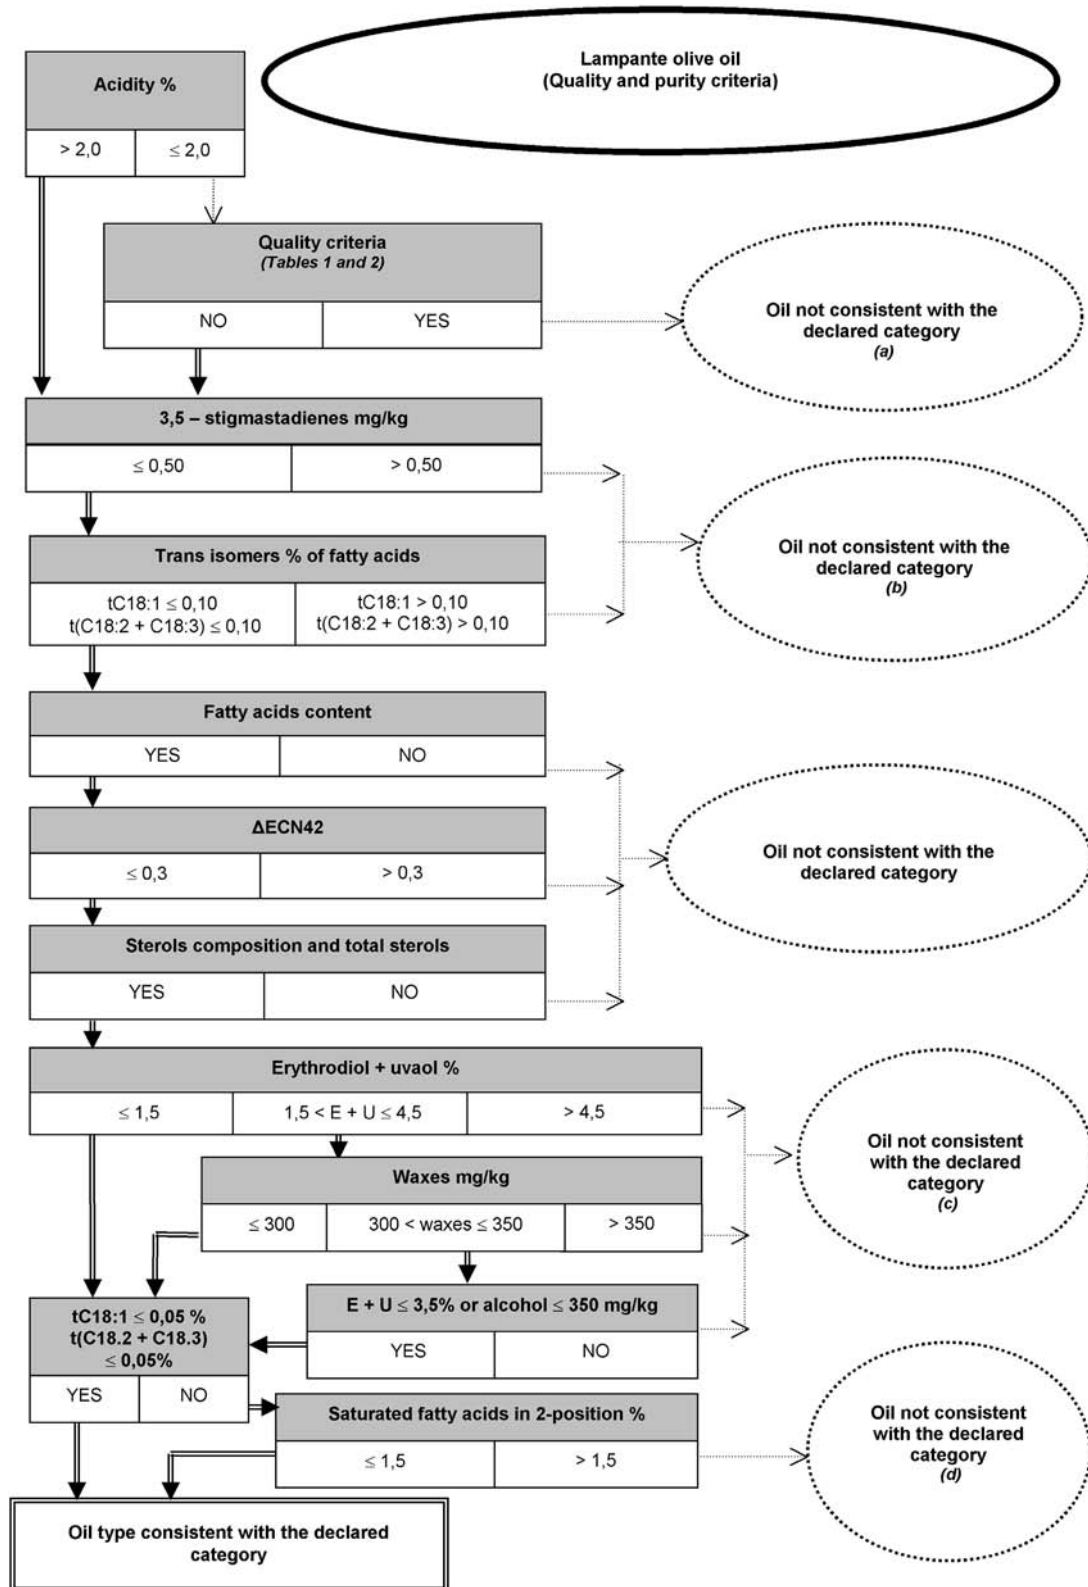 Lampante olive oil
(Quality and purity criteria)
Acidity %
> 2,0
≤ 2,0
Quality criteria
(Tables 1 and 2)
NO
YES
Oil not consistent with the
declared category
(a)
3,5 – stigmastadienes mg/kg
≤ 0,50
> 0,50
Trans isomers % of fatty acids
tC18:1 ≤ 0,10
t(C18:2 + C18:3) ≤ 0,10
tC18:1 > 0,10
t(C18:2 + C18:3) > 0,10
Oil not consistent with the
declared category
(b)
Fatty acids content
YES
NO
ΔECN42
≤ 0,3
> 0,3
Oil not consistent with the
declared category
Sterols composition and total sterols
YES
NO
Erythrodiol + uvaol %
≤ 1,5
1,5 < E + U ≤ 4,5
> 4,5
Waxes mg/kg
≤ 300
300 < waxes ≤ 350
> 350
Oil not consistent
with the declared
category
(c)
E + U ≤ 3,5% or alcohol ≤ 350 mg/kg
YES
NO
tC18:1 ≤ 0,05 %
t(C18.2 + C18.3)
≤ 0,05%
YES
NO
Saturated fatty acids in 2-position %
≤ 1,5
> 1,5
Oil not consistent
with the declared
category
(d)
Oil type consistent with the declared
category